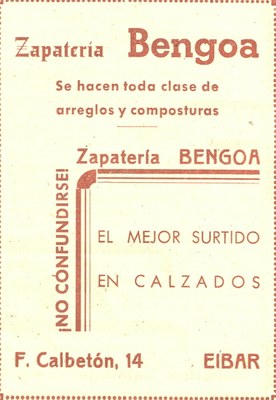 Zapatería Bengoa
Se hacen toda clase de
arreglos y composturas
Zapatería BENGOA
¡NO CONFUNDIRSE!
EL MEJOR SURTIDO
EN CALZADOS
F. Calbetón, 14 EIBAR